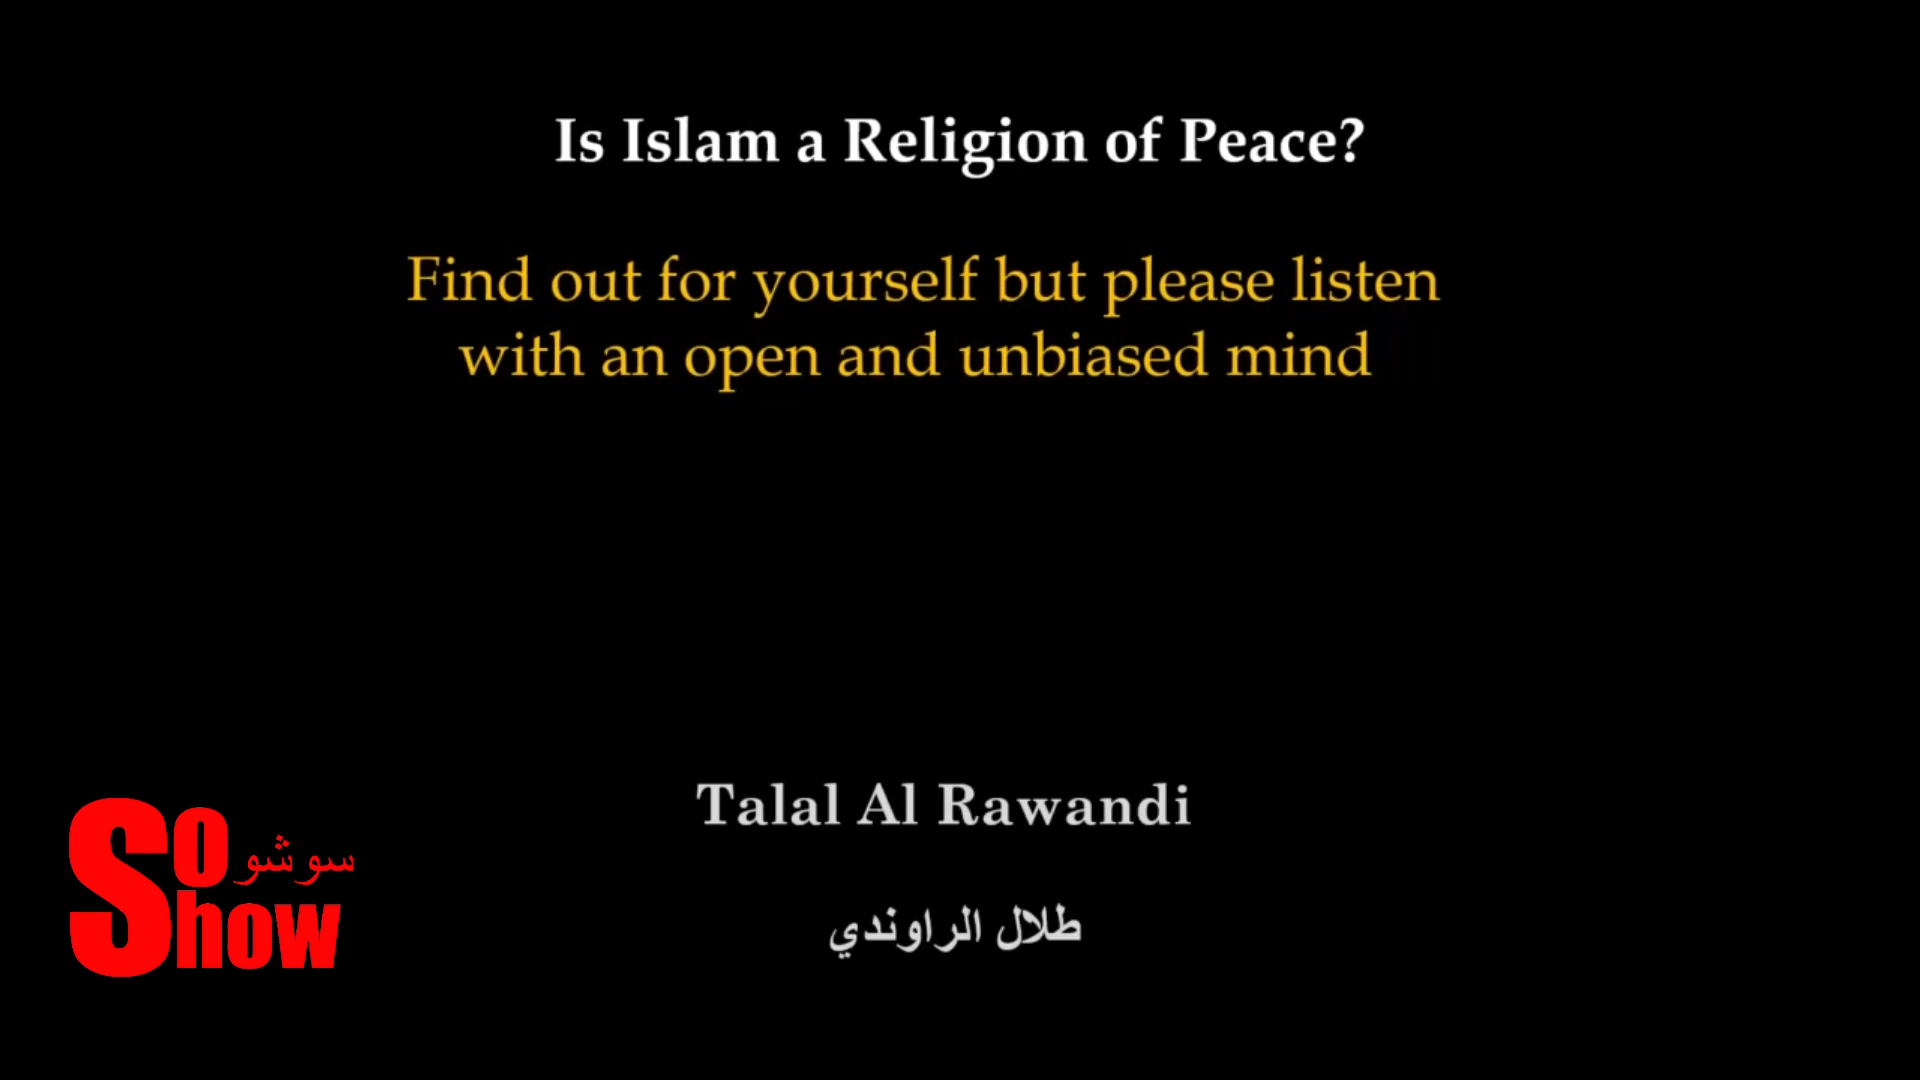 Is Islam a Religion of Peace?
Find out for yourself but please listen
with an open and unbiased mind
Talal Al Rawandi
طلال الراوندي
So سوشو
Show